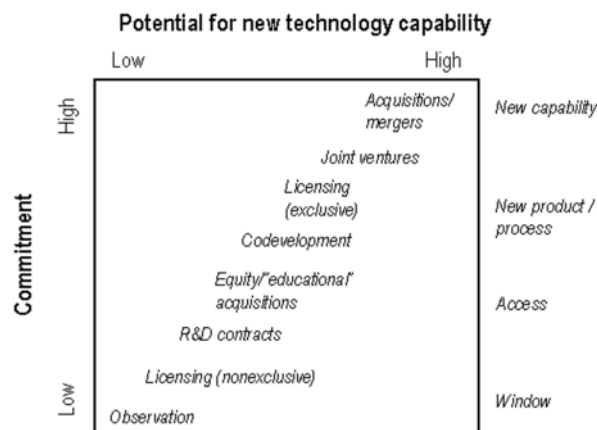 Potential for new technology capability
Low High
High
Commitment
Low
Acquisitions/
mergers
New capability
Joint ventures
Licensing
(exclusive)
New product /
process
Codevelopment
Equity/"educational"
acquisitions
Access
R&D contracts
Licensing (nonexclusive)
Window
Observation